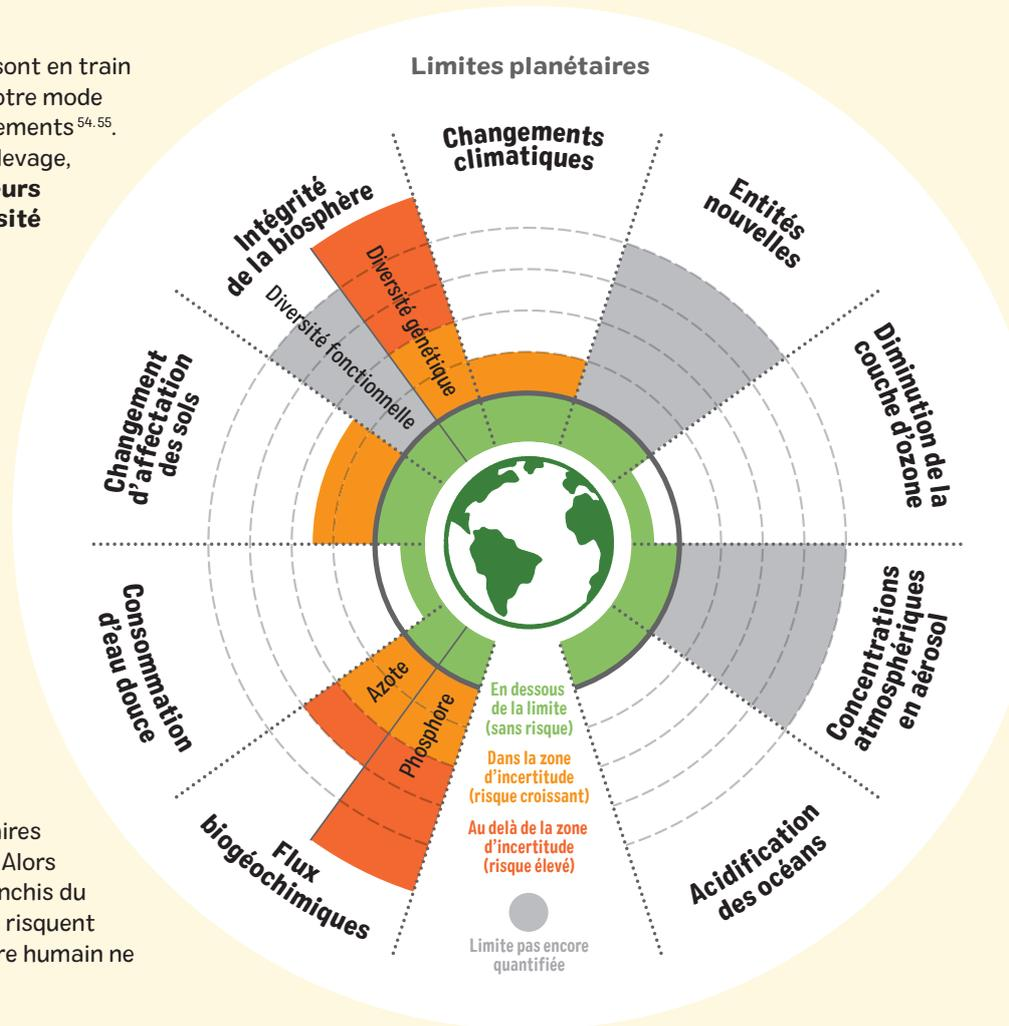 sont en train
otre mode
ements 54.55.
levage,
eurs
sité
Limites planétaires
Changements
climatiques
Entités
nouvelles
Diminution de la
couche d'ozone
Concentrations
atmosphériques
en aérosol
Acidification
des océans
Flux
biogéochimiques
Azote
Phosphore
Consommation
d'eau douce
Changement
d'affectation
des sols
Intégrité
de la biosphère
Diversité fonctionnelle
Diversité génétique
En dessous
de la limite
(sans risque)
Dans la zone
d'incertitude
(risque croissant)
Au delà de la zone
d'incertitude
(risque élevé)
Limite pas encore
quantifiée
aires
Alors
nchis du
risquent
re humain ne